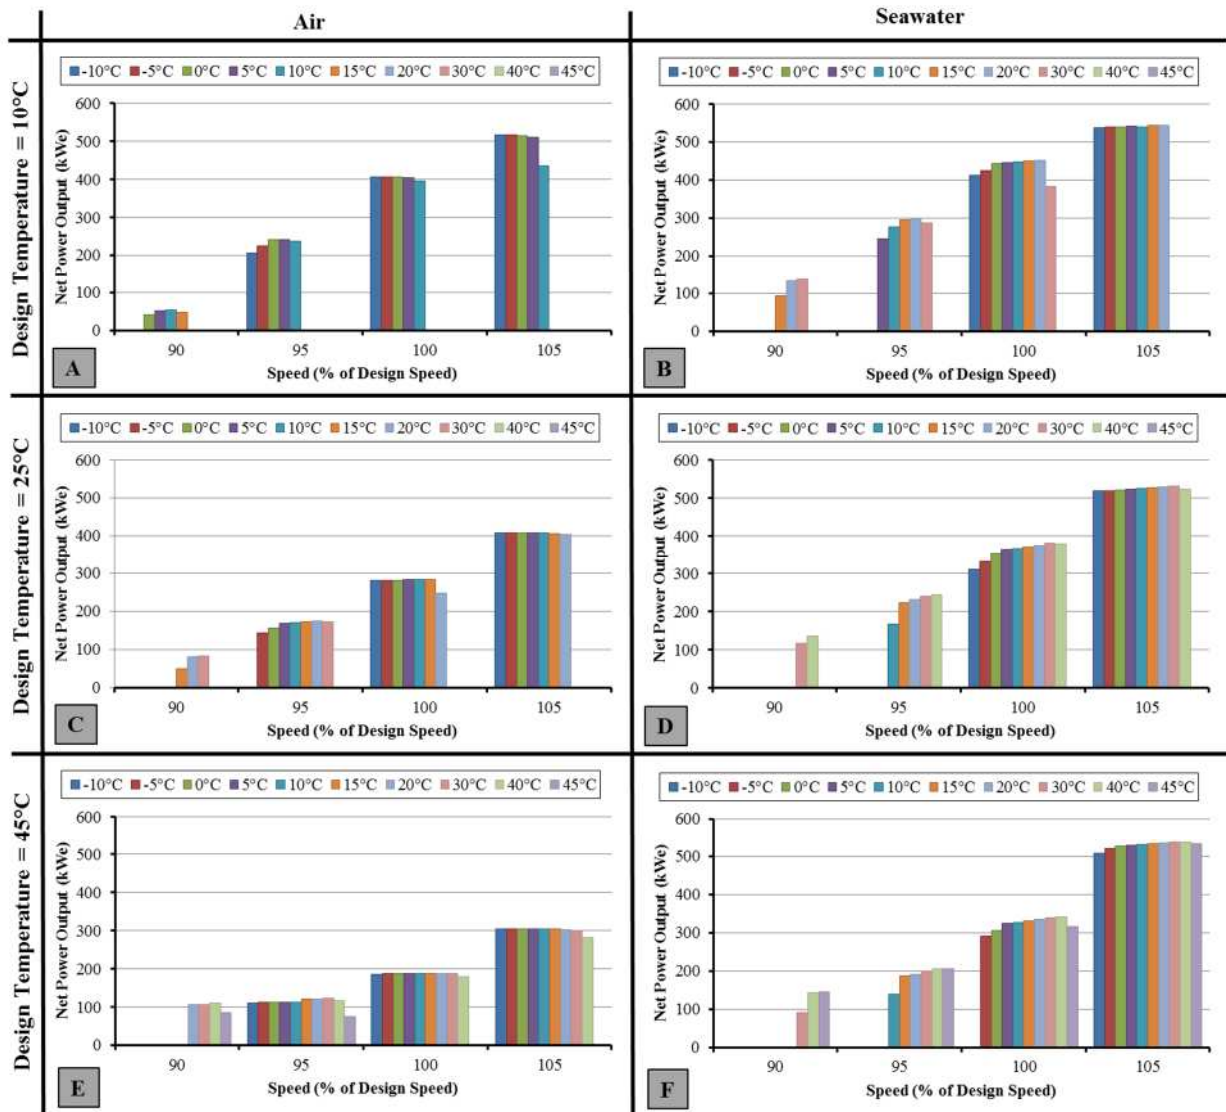 Air
Seawater
Design Temperature = 10°C
-10°C -5°C 0°C 5°C 10°C 15°C 20°C 30°C 40°C 45°C
Net Power Output (kWe)
600
500
400
300
200
100
0
90 95 100 105
Speed (% of Design Speed)
A
-10°C -5°C 0°C 5°C 10°C 15°C 20°C 30°C 40°C 45°C
Net Power Output (kWe)
600
500
400
300
200
100
0
90 95 100 105
Speed (% of Design Speed)
B
Design Temperature = 25°C
-10°C -5°C 0°C 5°C 10°C 15°C 20°C 30°C 40°C 45°C
Net Power Output (kWe)
600
500
400
300
200
100
0
90 95 100 105
Speed (% of Design Speed)
C
-10°C -5°C 0°C 5°C 10°C 15°C 20°C 30°C 40°C 45°C
Net Power Output (kWe)
600
500
400
300
200
100
0
90 95 100 105
Speed (% of Design Speed)
D
Design Temperature = 45°C
-10°C -5°C 0°C 5°C 10°C 15°C 20°C 30°C 40°C 45°C
Net Power Output (kWe)
600
500
400
300
200
100
0
90 95 100 105
Speed (% of Design Speed)
E
-10°C -5°C 0°C 5°C 10°C 15°C 20°C 30°C 40°C 45°C
Net Power Output (kWe)
600
500
400
300
200
100
0
90 95 100 105
Speed (% of Design Speed)
F